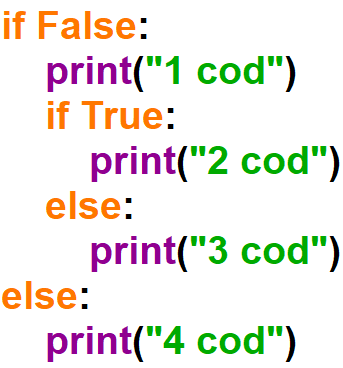 if False:
    print("1 cod")
    if True:
        print("2 cod")
    else:
        print("3 cod")
else:
    print("4 cod")